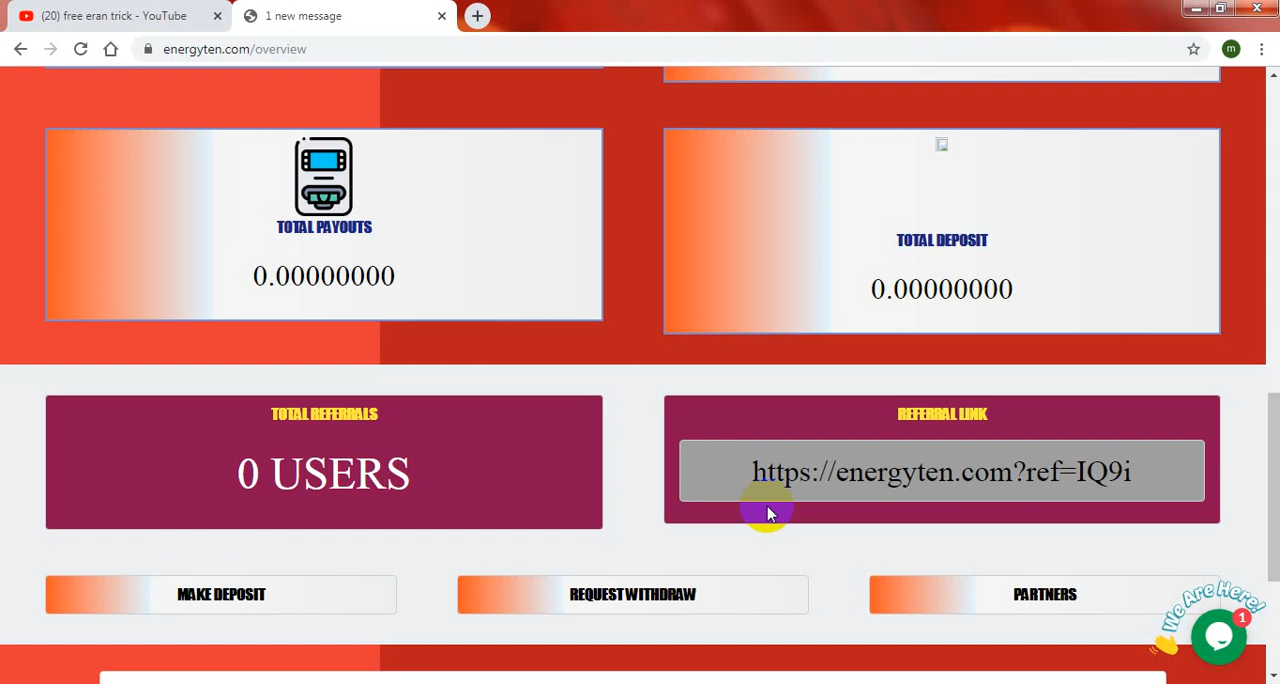 (20) free eran trick - YouTube
1 new message
energyten.com/overview
m
TOTAL PAYOUTS
0.00000000
TOTAL DEPOSIT
0.00000000
TOTAL REFERRALS
0 USERS
REFERRAL LINK
https://energyten.com?ref=IQ9i
MAKE DEPOSIT
REQUEST WITHDRAW
PARTNERS
We Are Here!
1